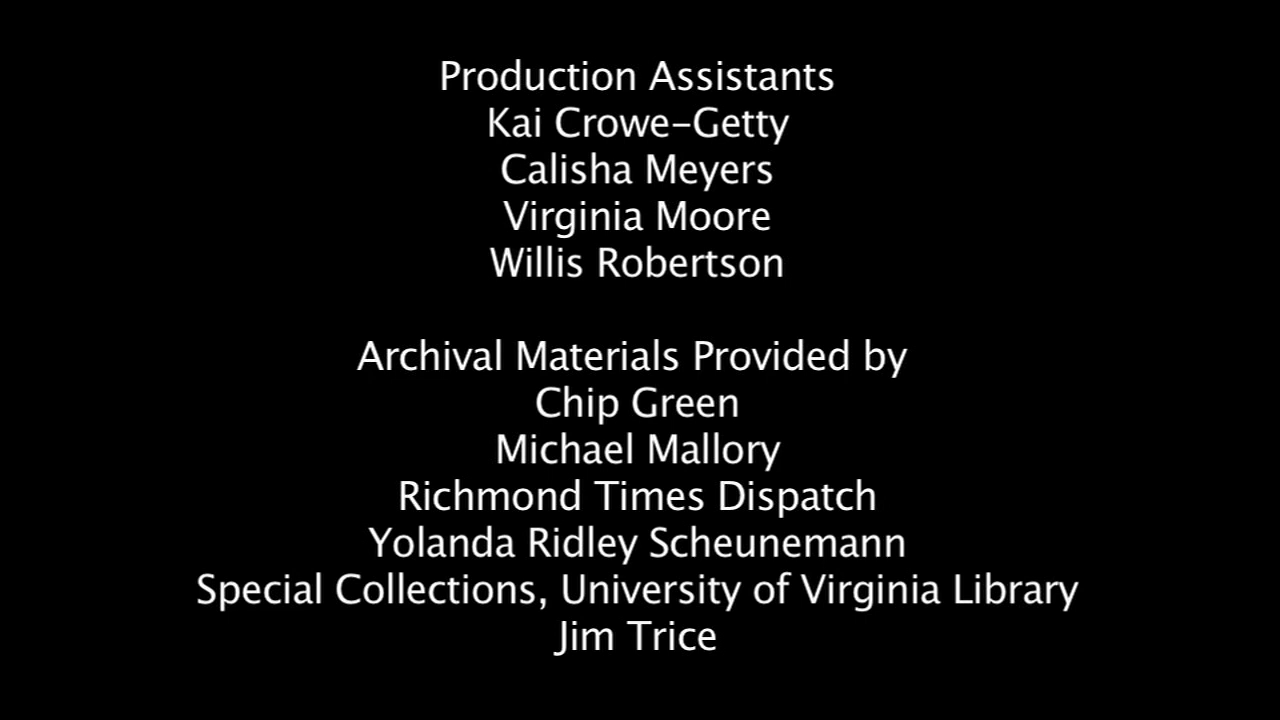 Production Assistants
Kai Crowe-Getty
Calisha Meyers
Virginia Moore
Willis Robertson
Archival Materials Provided by
Chip Green
Michael Mallory
Richmond Times Dispatch
Yolanda Ridley Scheunemann
Special Collections, University of Virginia Library
Jim Trice